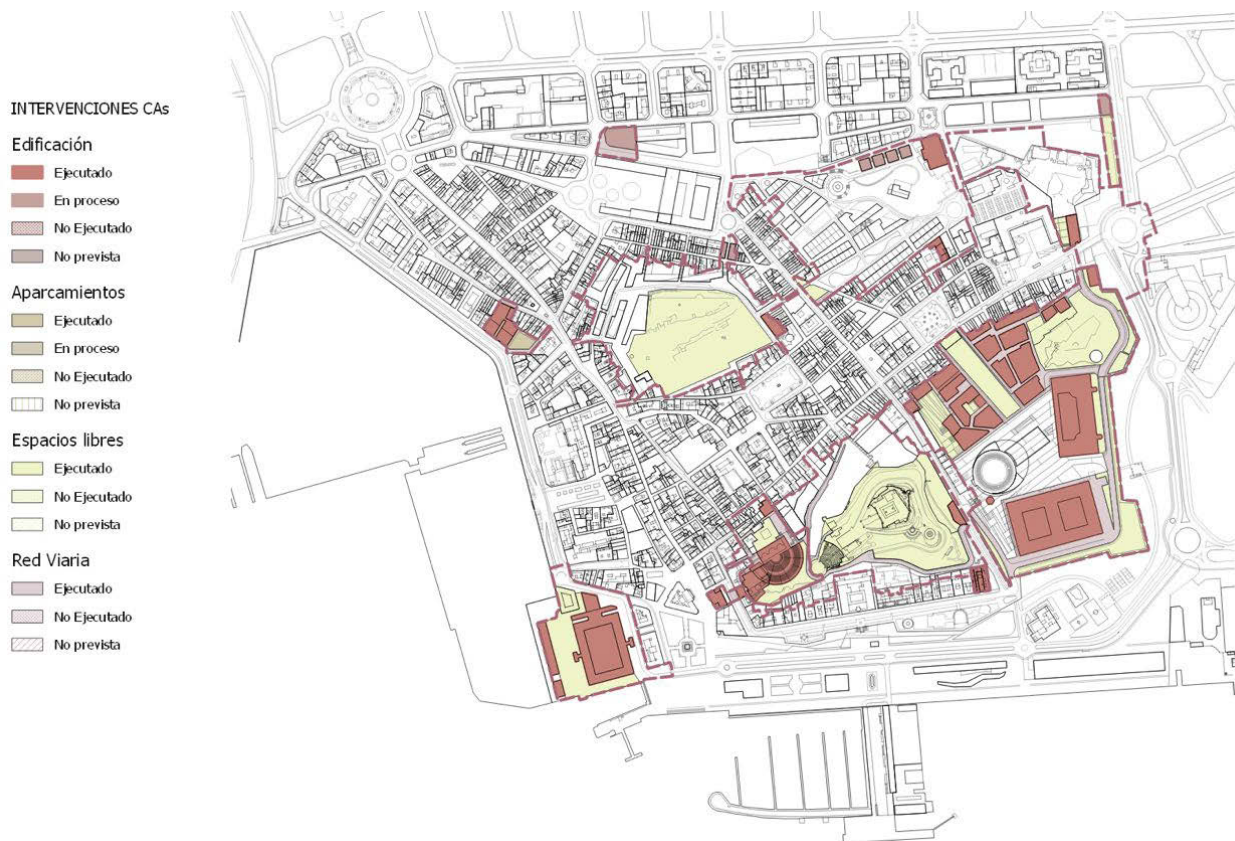 INTERVENCIONES CAs
Edificación
Ejecutado
En proceso
No Ejecutado
No prevista
Aparcamientos
Ejecutado
En proceso
No Ejecutado
No prevista
Espacios libres
Ejecutado
No Ejecutado
No prevista
Red Viaria
Ejecutado
No Ejecutado
No prevista